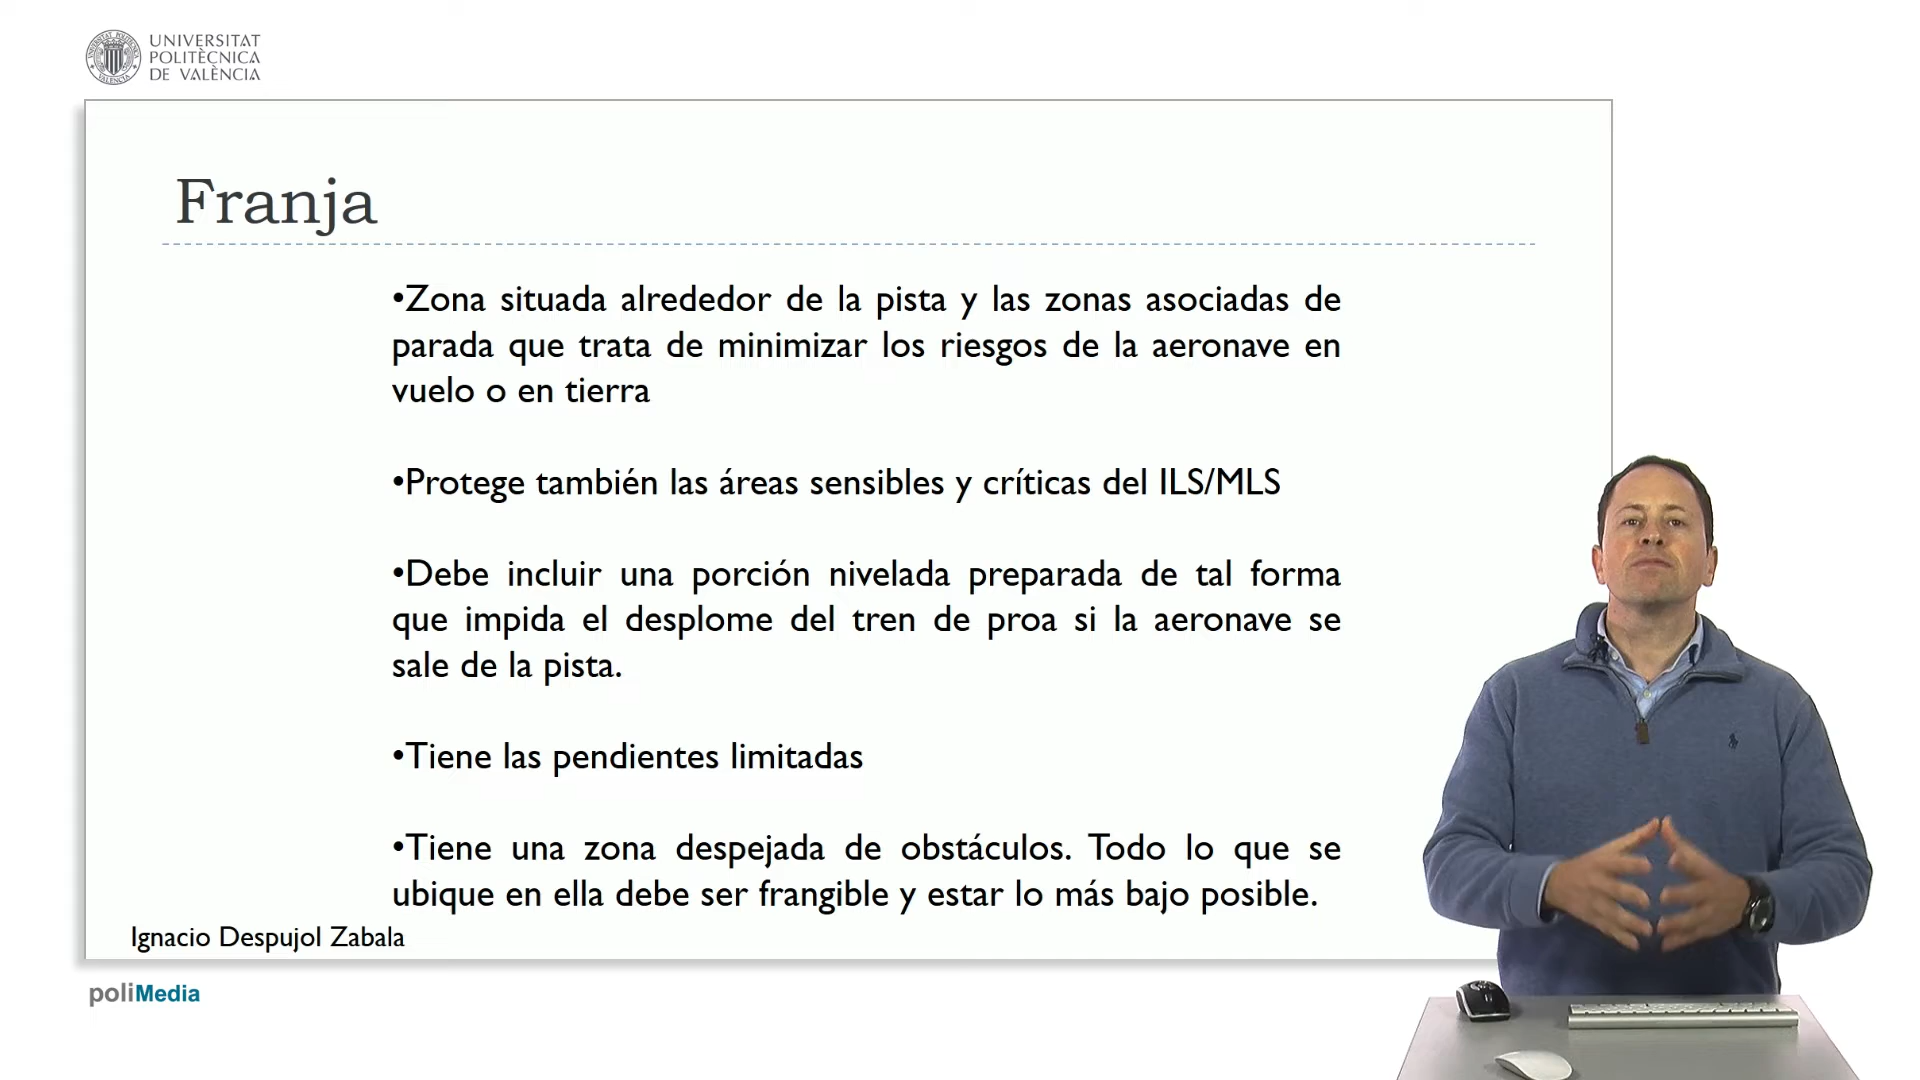 UNIVERSITAT
POLITÈCNICA
DE VALÈNCIA
Franja
•Zona situada alrededor de la pista y las zonas asociadas de
parada que trata de minimizar los riesgos de la aeronave en
vuelo o en tierra
•Protege también las áreas sensibles y críticas del ILS/MLS
•Debe incluir una porción nivelada preparada de tal forma
que impida el desplome del tren de proa si la aeronave se
sale de la pista.
•Tiene las pendientes limitadas
•Tiene una zona despejada de obstáculos. Todo lo que se
ubique en ella debe ser frangible y estar lo más bajo posible.
Ignacio Despujol Zabala
poliMedia